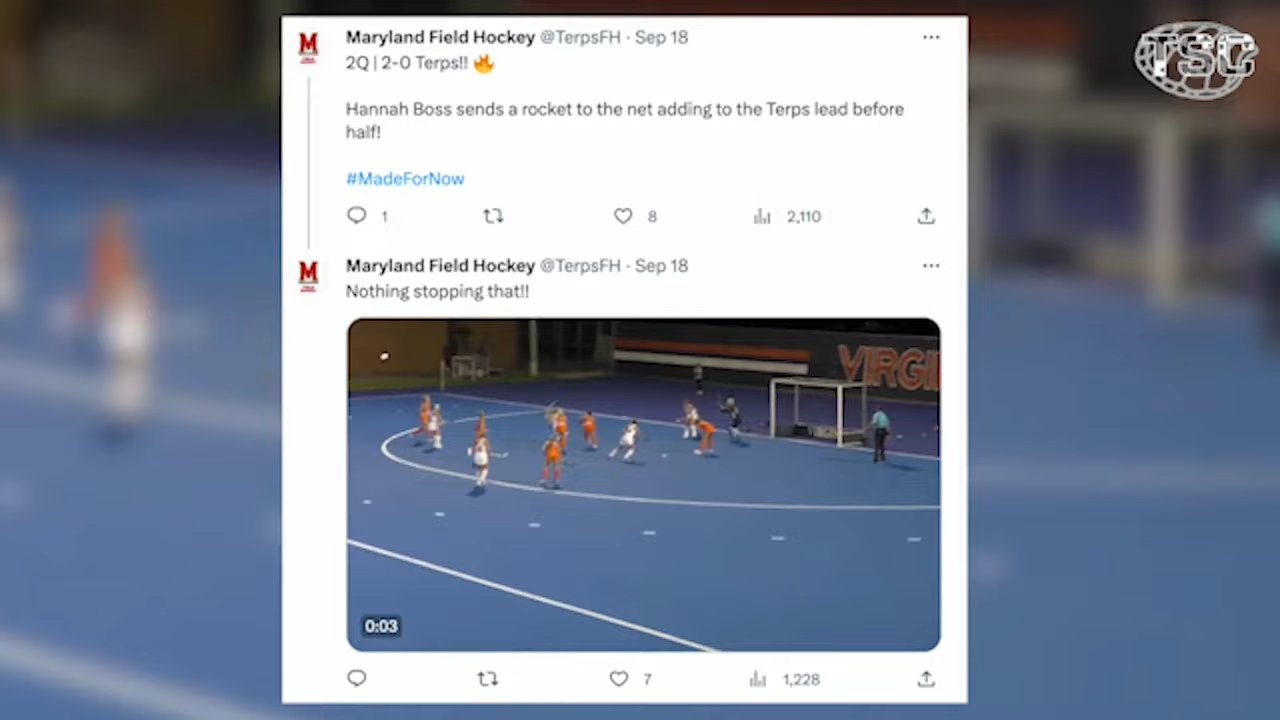 TSC
Maryland Field Hockey @TerpsFH · Sep 18
2Q | 2-0 Terps!! 🔥
Hannah Boss sends a rocket to the net adding to the Terps lead before
half!
#MadeForNow
1 8 2,110
Maryland Field Hockey @TerpsFH · Sep 18
Nothing stopping that!!
0:03
7 1,228